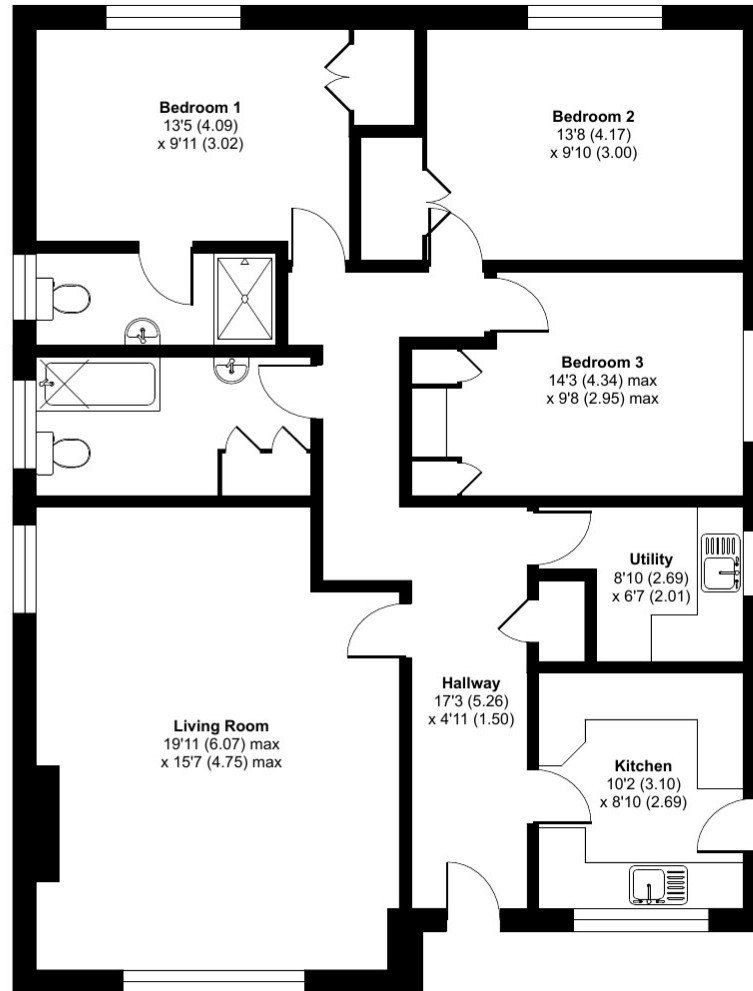 Bedroom 1
13'5 (4.09)
x 9'11 (3.02)
Bedroom 2
13'8 (4.17)
x 9'10 (3.00)
Bedroom 3
14'3 (4.34) max
x 9'8 (2.95) max
Utility
8'10 (2.69)
x 6'7 (2.01)
Hallway
17'3 (5.26)
x 4'11 (1.50)
Living Room
19'11 (6.07) max
x 15'7 (4.75) max
Kitchen
10'2 (3.10)
x 8'10 (2.69)